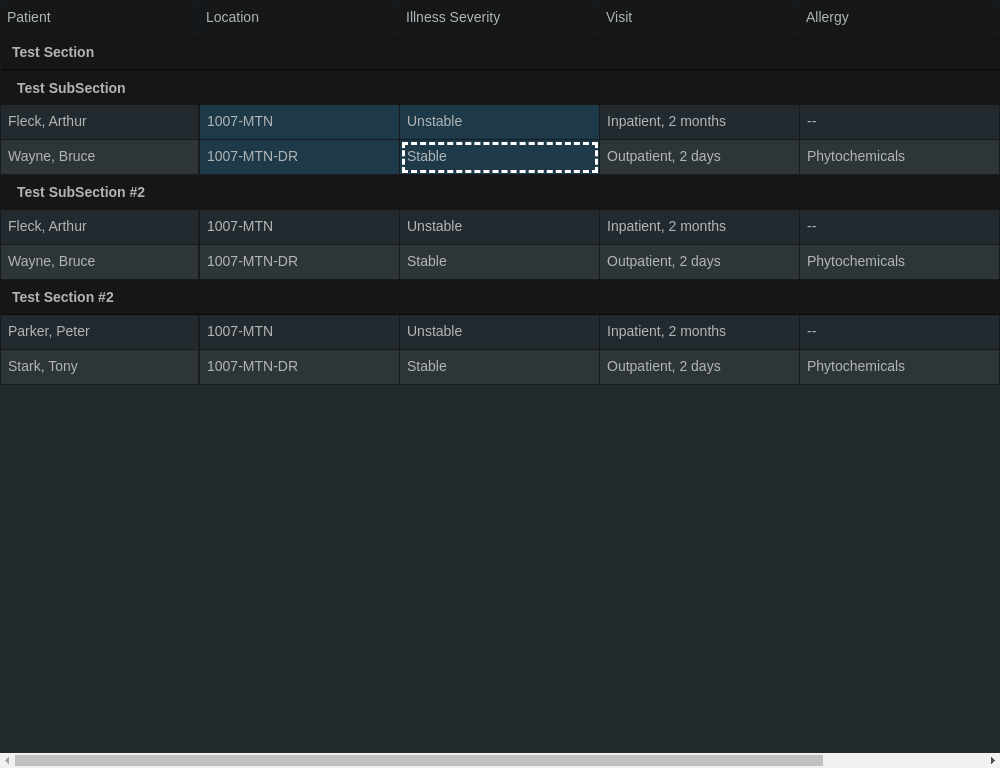 Patient Location Illness Severity Visit Allergy
Test Section
Test SubSection
Fleck, Arthur 1007-MTN Unstable Inpatient, 2 months --
Wayne, Bruce 1007-MTN-DR Stable Outpatient, 2 days Phytochemicals
Test SubSection #2
Fleck, Arthur 1007-MTN Unstable Inpatient, 2 months --
Wayne, Bruce 1007-MTN-DR Stable Outpatient, 2 days Phytochemicals
Test Section #2
Parker, Peter 1007-MTN Unstable Inpatient, 2 months --
Stark, Tony 1007-MTN-DR Stable Outpatient, 2 days Phytochemicals